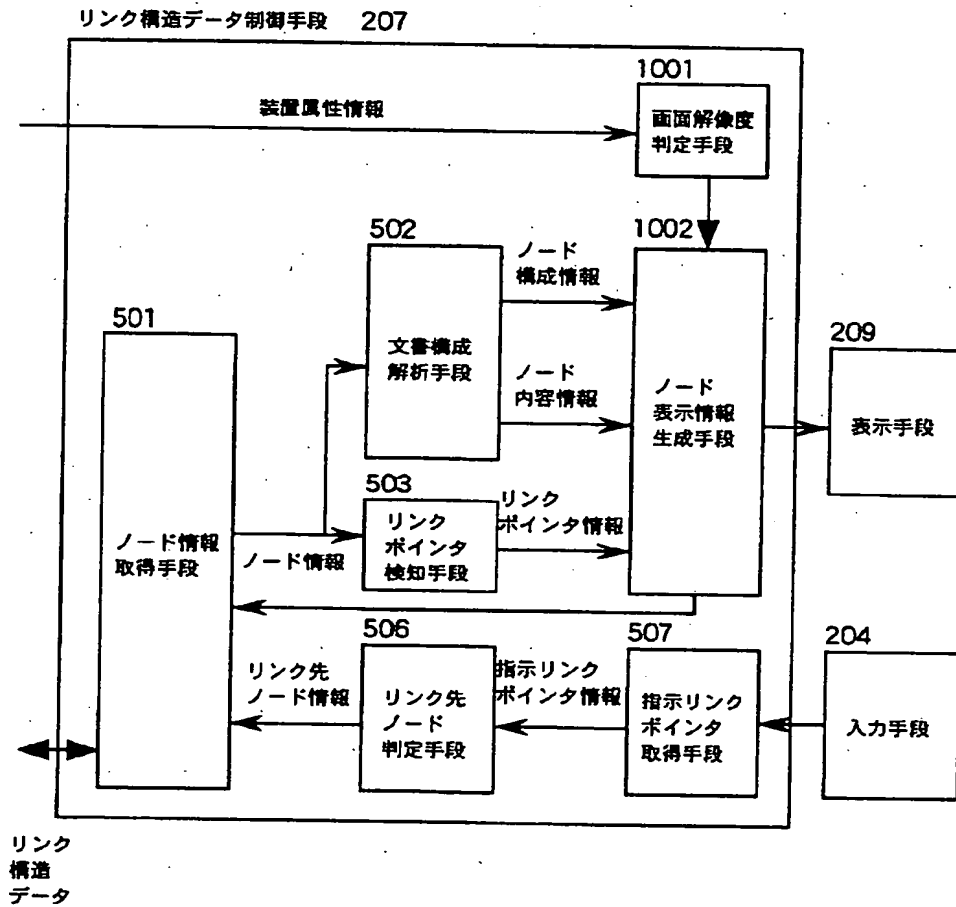 リンク構造データ制御手段 207
1001
装置属性情報
画面解像度
判定手段
502
1002
ノード
構成情報
501
文書構成
解析手段
209
ノード
内容情報
ノード
表示情報
生成手段
表示手段
503
リンク
ポインタ情報
リンク
ポインタ
検知手段
ノード情報
取得手段
ノード情報
506
507
204
リンク先
ノード情報
指示リンク
ポインタ情報
リンク先
ノード
判定手段
指示リンク
ポインタ
取得手段
入力手段
リンク
構造
データ